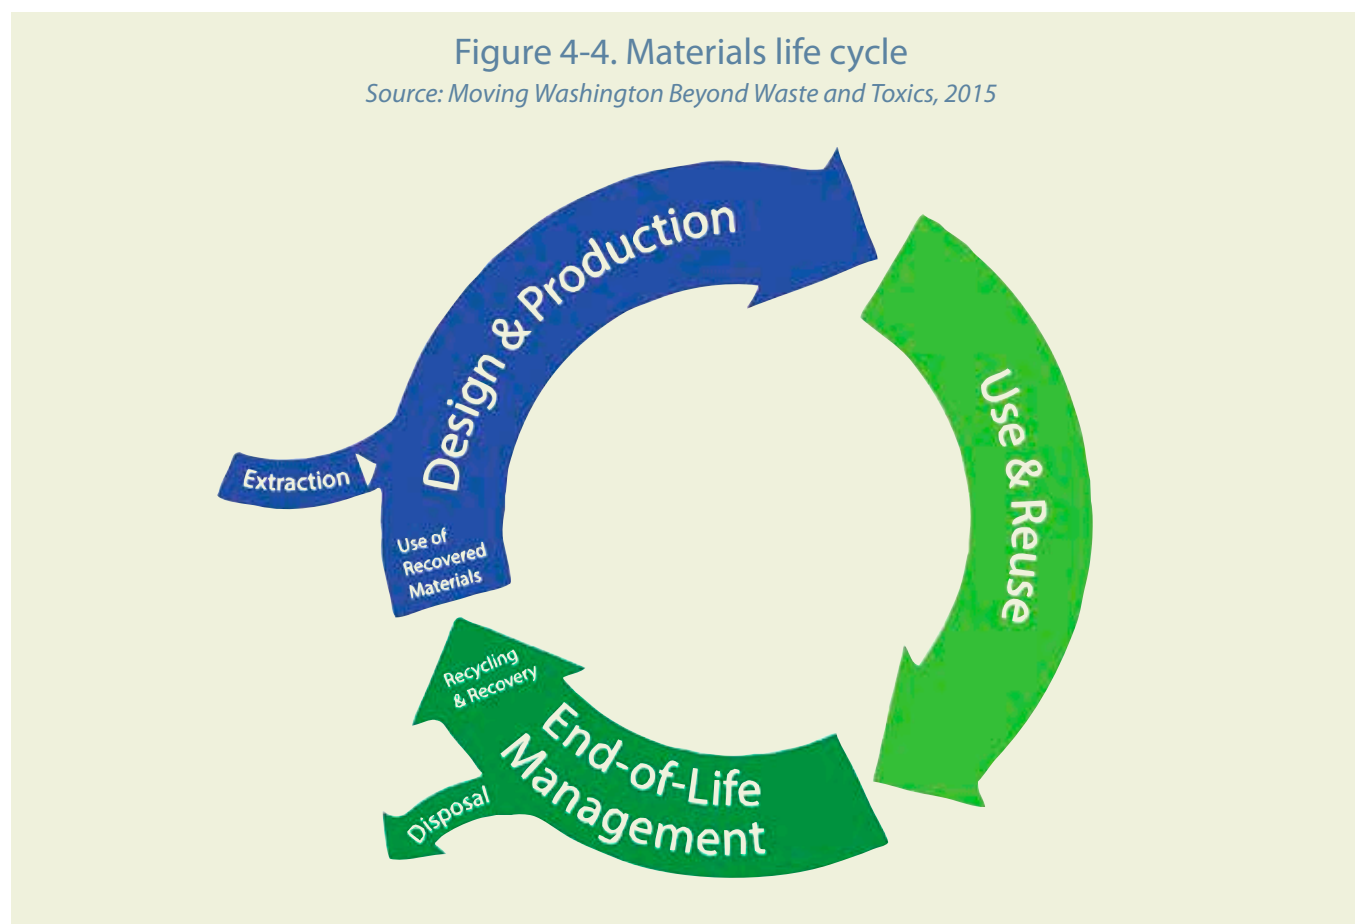 Figure 4-4. Materials life cycle
Source: Moving Washington Beyond Waste and Toxics, 2015
Design & Production
Use & Reuse
Extraction
Use of
Recovered
Materials
Recycling
& Recovery
End-of-Life
Management
Disposal